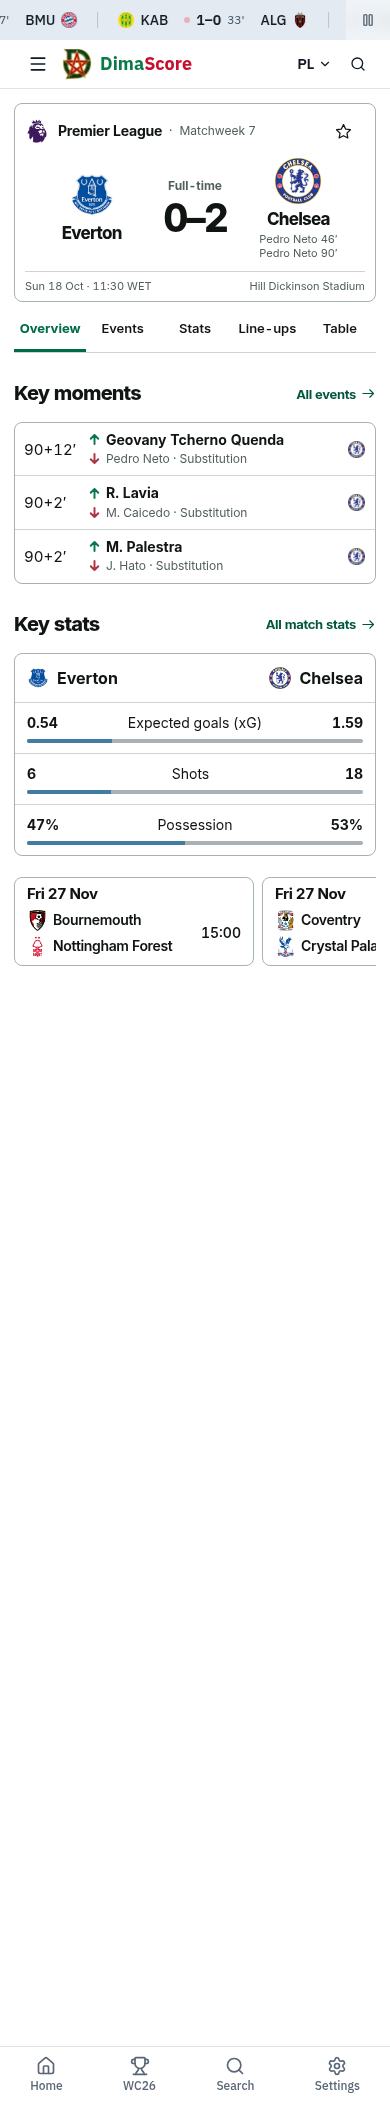 7' BMU KAB 1–0 33' ALG
DimaScore PL
Premier League · Matchweek 7
Full-time
Everton 0–2 Chelsea
Pedro Neto 46'
Pedro Neto 90'
Sun 18 Oct · 11:30 WET Hill Dickinson Stadium
Overview Events Stats Line-ups Table
Key moments All events →
90+12' ↑ Geovany Tcherno Quenda
↓ Pedro Neto · Substitution
90+2' ↑ R. Lavia
↓ M. Caicedo · Substitution
90+2' ↑ M. Palestra
↓ J. Hato · Substitution
Key stats All match stats →
Everton Chelsea
0.54 Expected goals (xG) 1.59
6 Shots 18
47% Possession 53%
Fri 27 Nov
Bournemouth
Nottingham Forest
15:00
Fri 27 Nov
Coventry
Crystal Pala
Home WC26 Search Settings